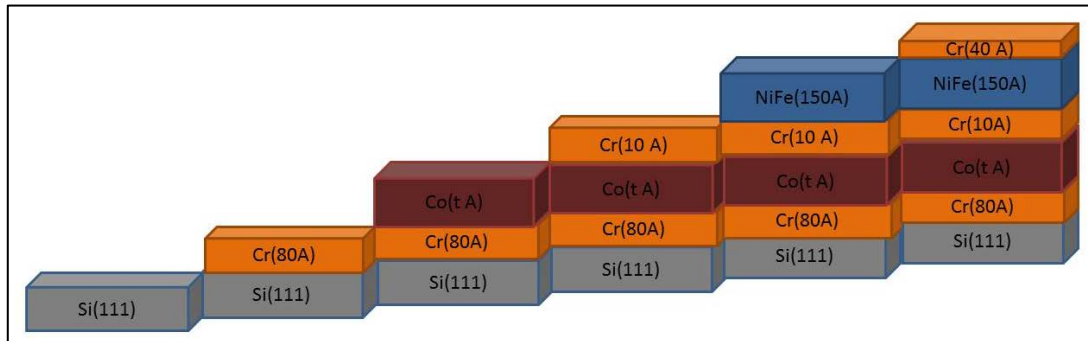 Si(111)
Cr(80A)
Si(111)
Co(t A)
Cr(80A)
Si(111)
Cr(10 A)
Co(t A)
Cr(80A)
Si(111)
NiFe(150A)
Cr(10 A)
Co(t A)
Cr(80A)
Si(111)
Cr(40 A)
NiFe(150A)
Cr(10A)
Co(t A)
Cr(80A)
Si(111)